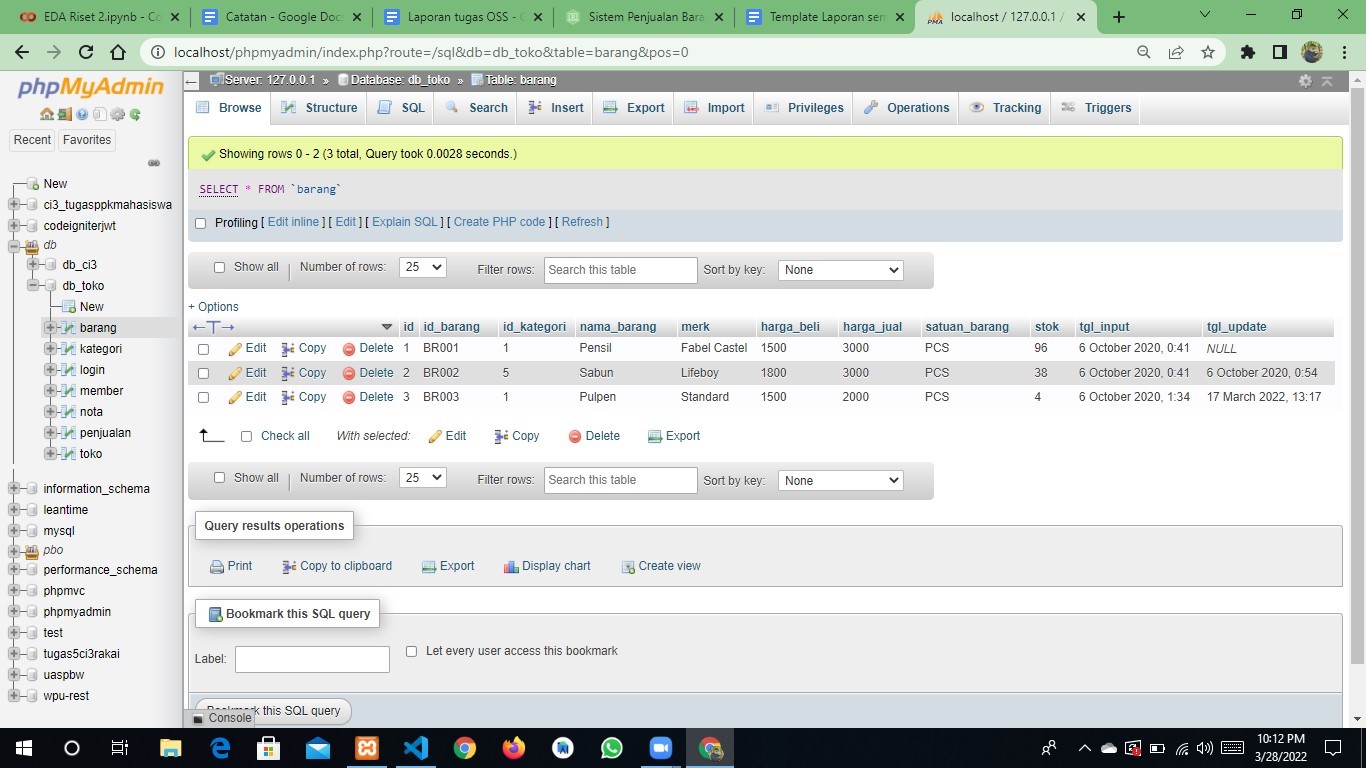 EDA Riset 2.ipynb - Co
Catatan - Google Doc
Laporan tugas OSS - G
Sistem Penjualan Bara
Template Laporan sem
localhost / 127.0.0.1 /
localhost/phpmyadmin/index.php?route=/sql&db=db_toko&table=barang&pos=0
phpMyAdmin
Recent Favorites
New
ci3_tugasppkmahasiswa
codeigniterjwt
db
db_ci3
db_toko
New
barang
kategori
login
member
nota
penjualan
toko
information_schema
leantime
mysql
pbo
performance_schema
phpmvc
phpmyadmin
test
tugas5ci3rakai
uaspbw
wpu-rest
Server: 127.0.0.1 » Database: db_toko » Table: barang
Browse Structure SQL Search Insert Export Import Privileges Operations Tracking Triggers
Showing rows 0 - 2 (3 total, Query took 0.0028 seconds.)
SELECT * FROM `barang`
Profiling [ Edit inline ] [ Edit ] [ Explain SQL ] [ Create PHP code ] [ Refresh ]
Show all Number of rows: 25 Filter rows: Search this table Sort by key: None
+ Options
id id_barang id_kategori nama_barang merk harga_beli harga_jual satuan_barang stok tgl_input tgl_update
Edit Copy Delete 1 BR001 1 Pensil Fabel Castel 1500 3000 PCS 96 6 October 2020, 0:41 NULL
Edit Copy Delete 2 BR002 5 Sabun Lifeboy 1800 3000 PCS 38 6 October 2020, 0:41 6 October 2020, 0:54
Edit Copy Delete 3 BR003 1 Pulpen Standard 1500 2000 PCS 4 6 October 2020, 1:34 17 March 2022, 13:17
Check all With selected: Edit Copy Delete Export
Show all Number of rows: 25 Filter rows: Search this table Sort by key: None
Query results operations
Print Copy to clipboard Export Display chart Create view
Bookmark this SQL query
Label: Let every user access this bookmark
Bookmark this SQL query
Console
10:12 PM
3/28/2022